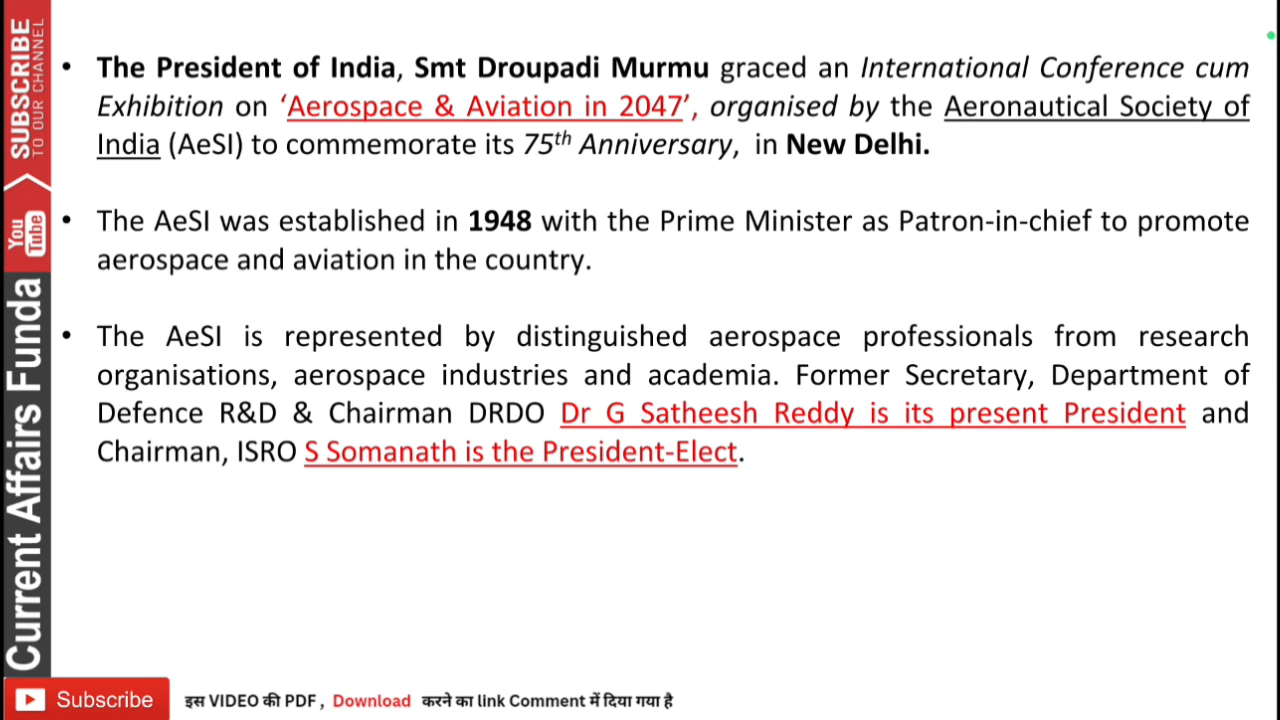 • The President of India, Smt Droupadi Murmu graced an International Conference cum
Exhibition on ‘Aerospace & Aviation in 2047’, organised by the Aeronautical Society of
India (AeSI) to commemorate its 75th Anniversary, in New Delhi.
• The AeSI was established in 1948 with the Prime Minister as Patron-in-chief to promote
aerospace and aviation in the country.
• The AeSI is represented by distinguished aerospace professionals from research
organisations, aerospace industries and academia. Former Secretary, Department of
Defence R&D & Chairman DRDO Dr G Satheesh Reddy is its present President and
Chairman, ISRO S Somanath is the President-Elect.
SUBSCRIBE
TO OUR CHANNEL
You
Tube
Current Affairs Funda
Subscribe
इस VIDEO की PDF, Download करने का link Comment में दिया गया है